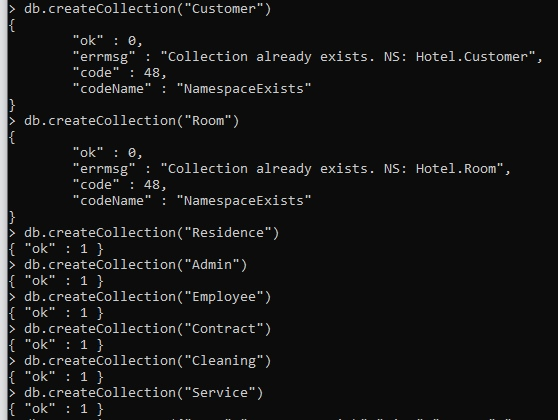 > db.createCollection("Customer")
{
        "ok" : 0,
        "errmsg" : "Collection already exists. NS: Hotel.Customer",
        "code" : 48,
        "codeName" : "NamespaceExists"
}
> db.createCollection("Room")
{
        "ok" : 0,
        "errmsg" : "Collection already exists. NS: Hotel.Room",
        "code" : 48,
        "codeName" : "NamespaceExists"
}
> db.createCollection("Residence")
{ "ok" : 1 }
> db.createCollection("Admin")
{ "ok" : 1 }
> db.createCollection("Employee")
{ "ok" : 1 }
> db.createCollection("Contract")
{ "ok" : 1 }
> db.createCollection("Cleaning")
{ "ok" : 1 }
> db.createCollection("Service")
{ "ok" : 1 }